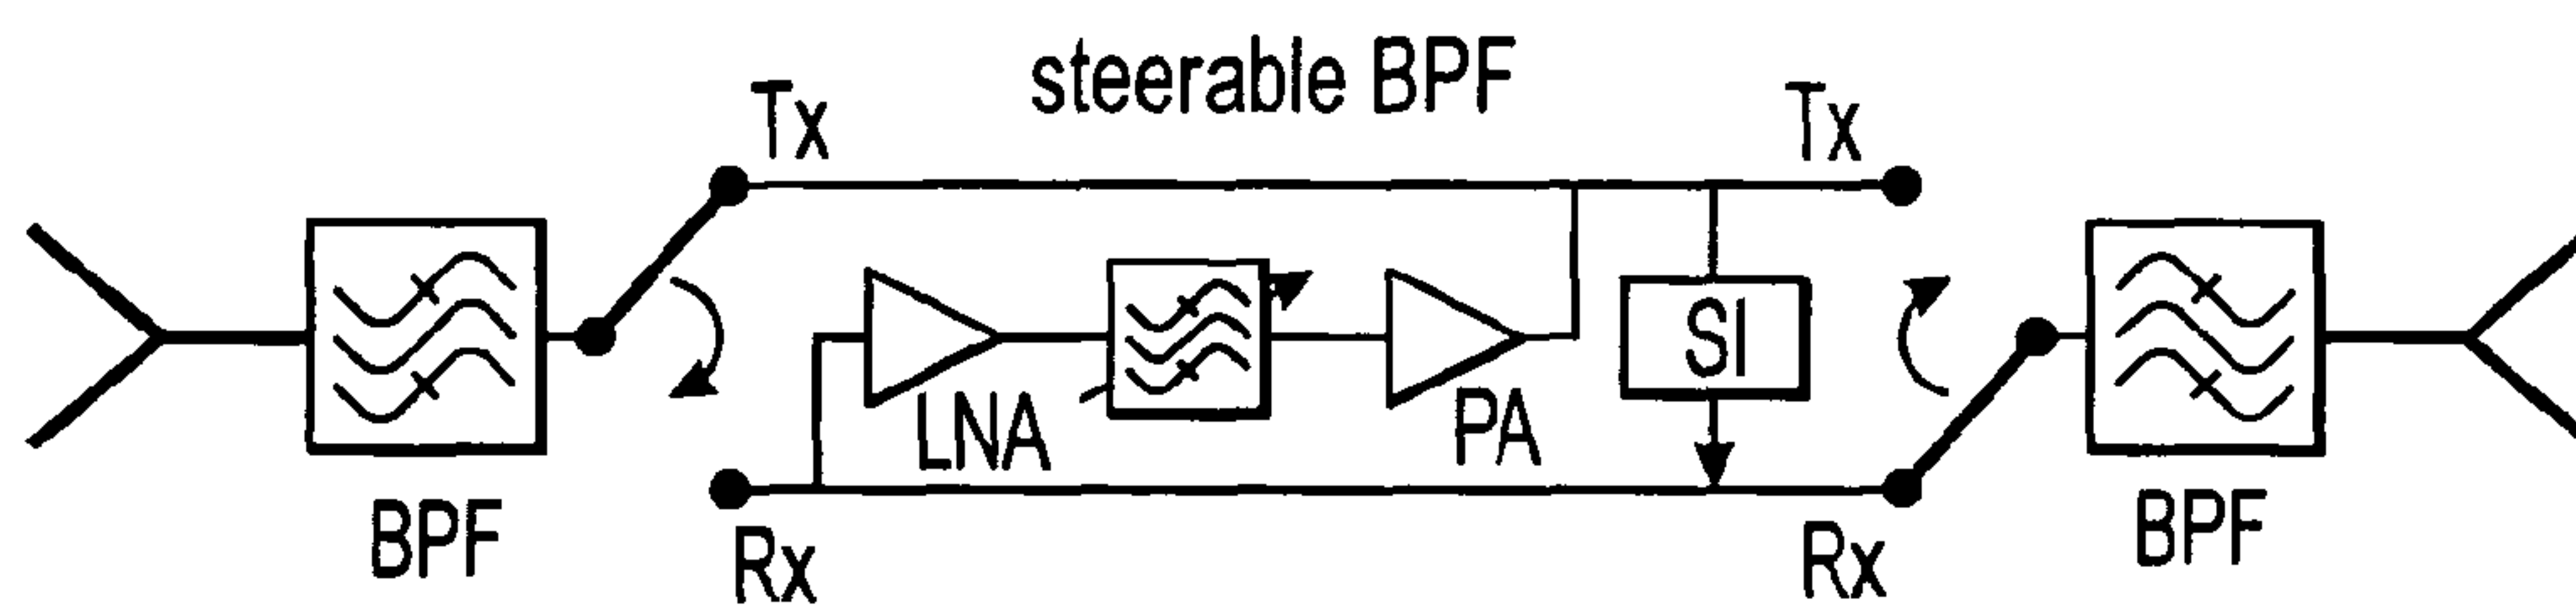 steerable BPF
Tx
Tx
SI
LNA
PA
BPF
Rx
Rx
BPF